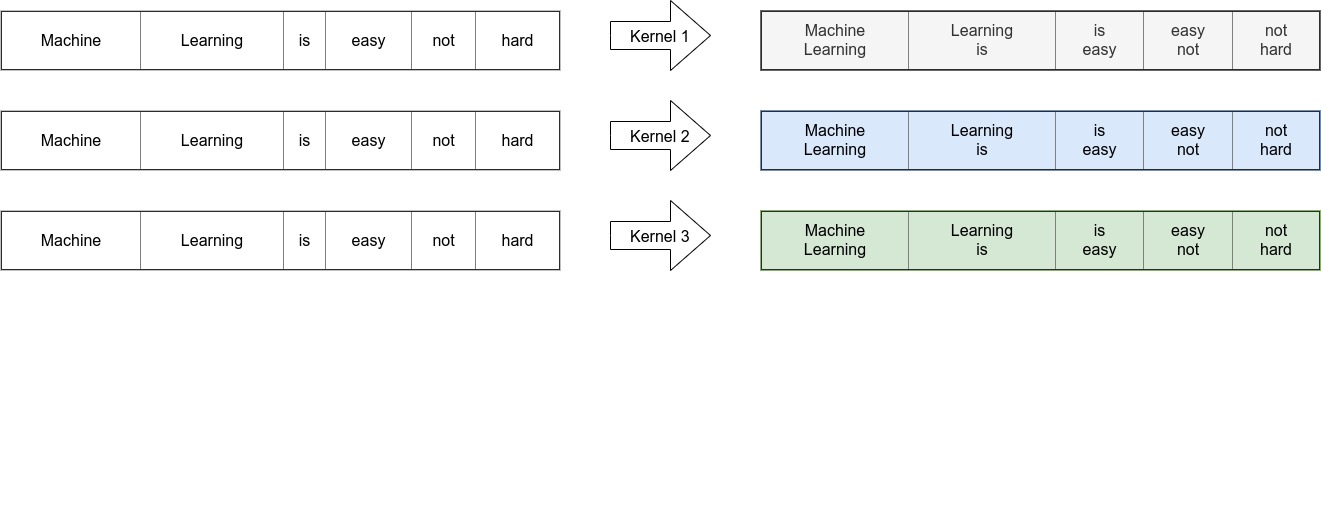 Machine Learning is easy not hard
Kernel 1
Machine Learning
Learning is
is easy
easy not
not hard
Machine Learning is easy not hard
Kernel 2
Machine Learning
Learning is
is easy
easy not
not hard
Machine Learning is easy not hard
Kernel 3
Machine Learning
Learning is
is easy
easy not
not hard